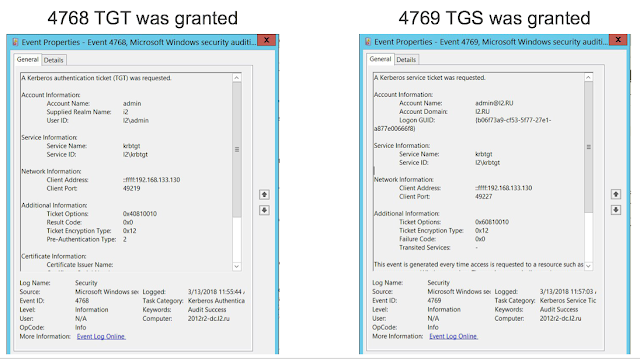 4768 TGT was granted
Event Properties - Event 4768, Microsoft Windows security auditi...
General
Details
A Kerberos authentication ticket (TGT) was requested.
Account Information:
Account Name: admin
Supplied Realm Name: i2
User ID: I2\admin
Service Information:
Service Name: krbtgt
Service ID: I2\krbtgt
Network Information:
Client Address: ::ffff:192.168.133.130
Client Port: 49219
Additional Information:
Ticket Options: 0x40810010
Result Code: 0x0
Ticket Encryption Type: 0x12
Pre-Authentication Type: 2
Certificate Information:
Certificate Issuer Name:
Log Name: Security
Source: Microsoft Windows security Logged: 3/13/2018 11:55:44 A
Event ID: 4768 Task Category: Kerberos Authentica
Level: Information Keywords: Audit Success
User: N/A Computer: 2012r2-dc.I2.ru
OpCode: Info
More Information: Event Log Online
4769 TGS was granted
Event Properties - Event 4769, Microsoft Windows security auditi...
General
Details
A Kerberos service ticket was requested.
Account Information:
Account Name: admin@I2.RU
Account Domain: I2.RU
Logon GUID: {b06f73a9-cf53-5f77-27e1-
a877e00666f8}
Service Information:
Service Name: krbtgt
Service ID: I2\krbtgt
Network Information:
Client Address: ::ffff:192.168.133.130
Client Port: 49227
Additional Information:
Ticket Options: 0x60810010
Ticket Encryption Type: 0x12
Failure Code: 0x0
Transited Services: -
This event is generated every time access is requested to a resource such as
Log Name: Security
Source: Microsoft Windows security Logged: 3/13/2018 11:57:03 A
Event ID: 4769 Task Category: Kerberos Service Tic
Level: Information Keywords: Audit Success
User: N/A Computer: 2012r2-dc.I2.ru
OpCode: Info
More Information: Event Log Online